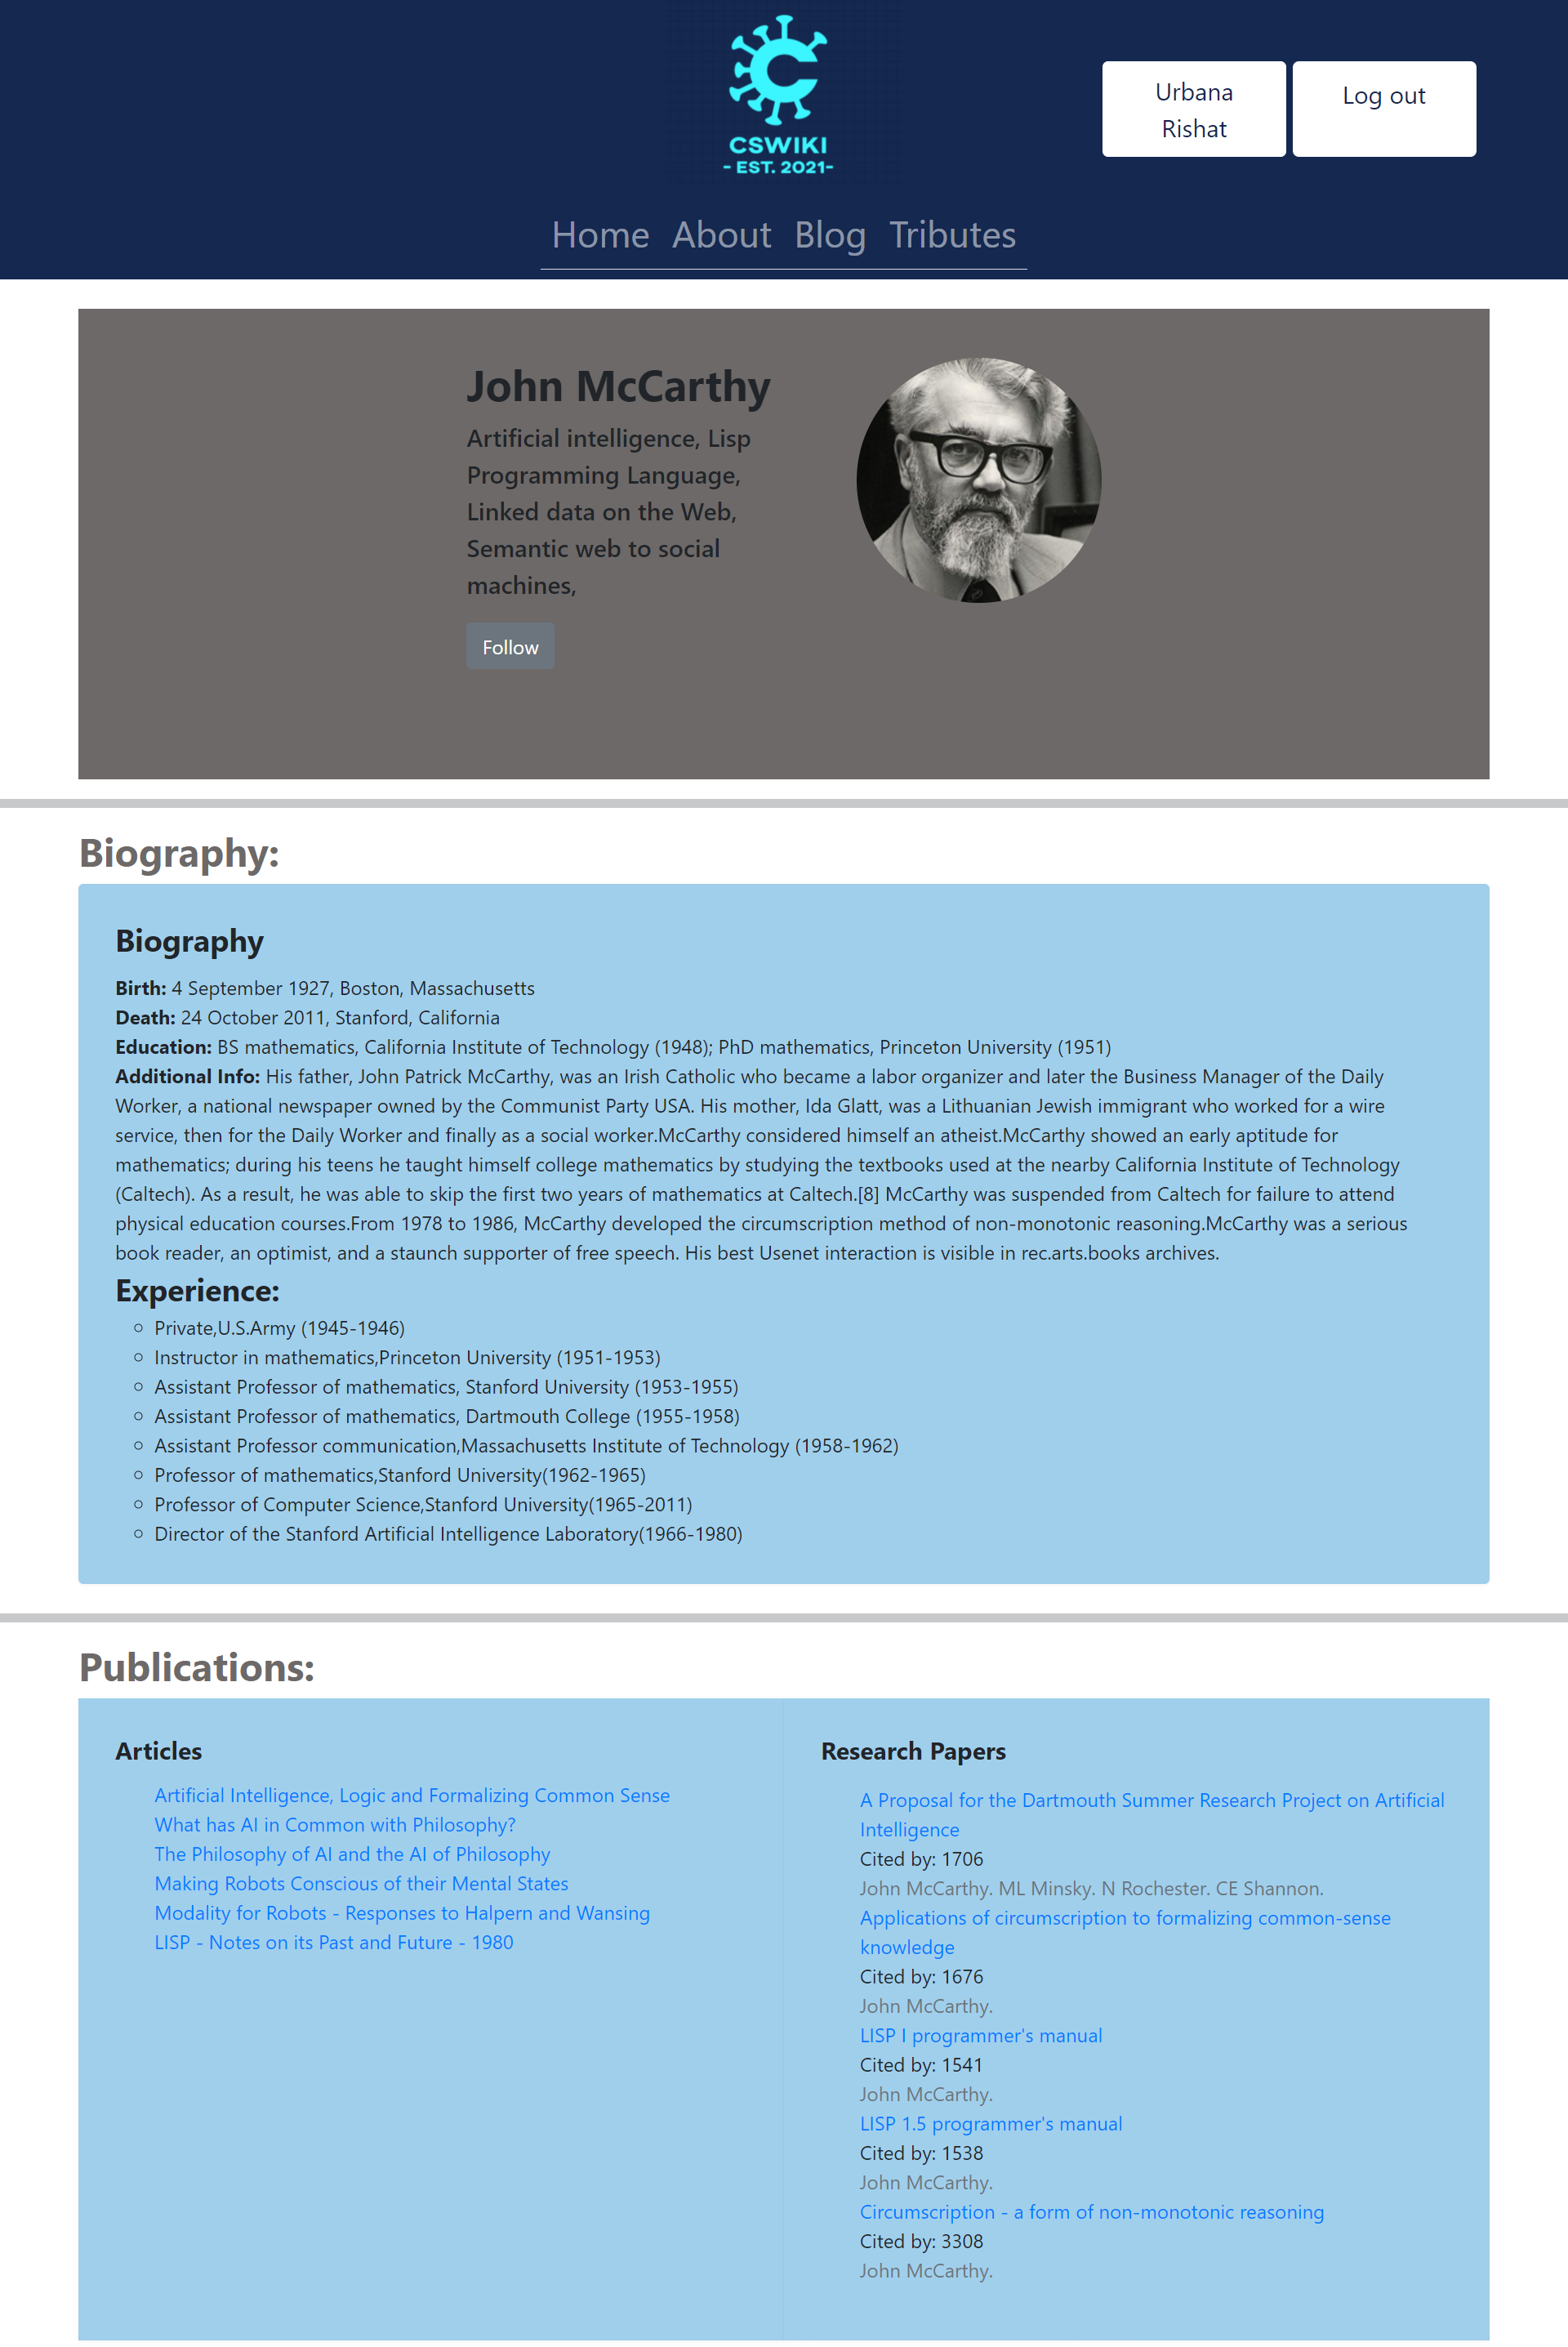 CSWIKI
- EST. 2021-
Urbana
Rishat
Log out
Home About Blog Tributes
John McCarthy
Artificial intelligence, Lisp
Programming Language,
Linked data on the Web,
Semantic web to social
machines,
Follow
Biography:
Biography
Birth: 4 September 1927, Boston, Massachusetts
Death: 24 October 2011, Stanford, California
Education: BS mathematics, California Institute of Technology (1948); PhD mathematics, Princeton University (1951)
Additional Info: His father, John Patrick McCarthy, was an Irish Catholic who became a labor organizer and later the Business Manager of the Daily
Worker, a national newspaper owned by the Communist Party USA. His mother, Ida Glatt, was a Lithuanian Jewish immigrant who worked for a wire
service, then for the Daily Worker and finally as a social worker.McCarthy considered himself an atheist.McCarthy showed an early aptitude for
mathematics; during his teens he taught himself college mathematics by studying the textbooks used at the nearby California Institute of Technology
(Caltech). As a result, he was able to skip the first two years of mathematics at Caltech.[8] McCarthy was suspended from Caltech for failure to attend
physical education courses.From 1978 to 1986, McCarthy developed the circumscription method of non-monotonic reasoning.McCarthy was a serious
book reader, an optimist, and a staunch supporter of free speech. His best Usenet interaction is visible in rec.arts.books archives.
Experience:
Private,U.S.Army (1945-1946)
Instructor in mathematics,Princeton University (1951-1953)
Assistant Professor of mathematics, Stanford University (1953-1955)
Assistant Professor of mathematics, Dartmouth College (1955-1958)
Assistant Professor communication,Massachusetts Institute of Technology (1958-1962)
Professor of mathematics,Stanford University(1962-1965)
Professor of Computer Science,Stanford University(1965-2011)
Director of the Stanford Artificial Intelligence Laboratory(1966-1980)
Publications:
Articles
Artificial Intelligence, Logic and Formalizing Common Sense
What has AI in Common with Philosophy?
The Philosophy of AI and the AI of Philosophy
Making Robots Conscious of their Mental States
Modality for Robots - Responses to Halpern and Wansing
LISP - Notes on its Past and Future - 1980
Research Papers
A Proposal for the Dartmouth Summer Research Project on Artificial
Intelligence
Cited by: 1706
John McCarthy. ML Minsky. N Rochester. CE Shannon.
Applications of circumscription to formalizing common-sense
knowledge
Cited by: 1676
John McCarthy.
LISP I programmer's manual
Cited by: 1541
John McCarthy.
LISP 1.5 programmer's manual
Cited by: 1538
John McCarthy.
Circumscription - a form of non-monotonic reasoning
Cited by: 3308
John McCarthy.